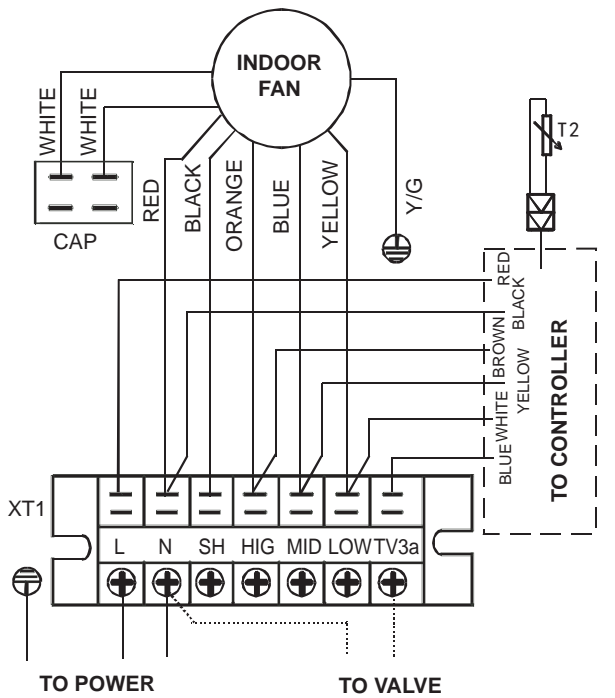 INDOOR
FAN
WHITE
WHITE
CAP
RED
BLACK
ORANGE
BLUE
YELLOW
Y/G
T2
RED
BLACK
BROWN
YELLOW
WHITE
BLUE
TO CONTROLLER
XT1
L N SH HIG MID LOW TV3a
TO POWER
TO VALVE